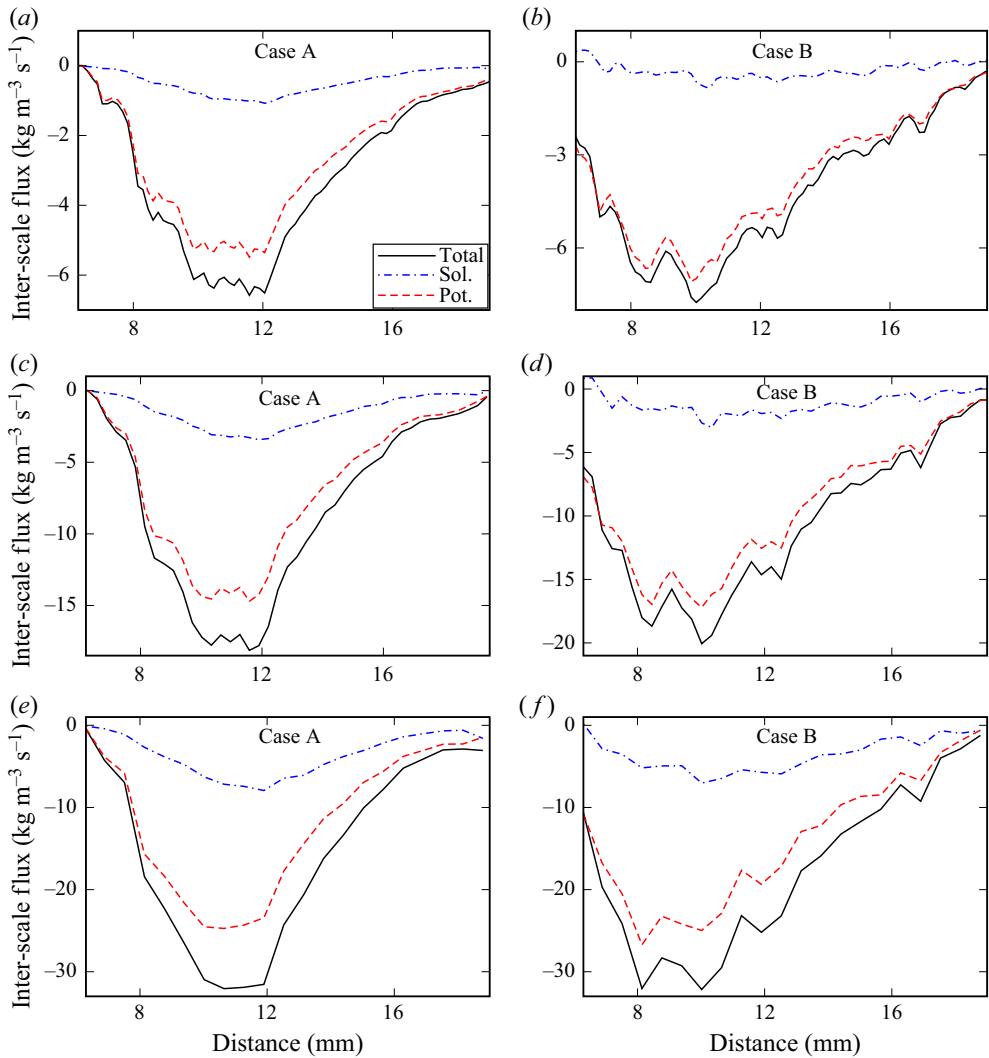 (a)
(b)
Inter-scale flux (kg m⁻³ s⁻¹)
Case A
Case B
0
–2
–4
–6
0
–3
–6
Total
Sol.
Pot.
8
12
16
8
12
16
(c)
(d)
Inter-scale flux (kg m⁻³ s⁻¹)
Case A
Case B
0
–5
–10
–15
0
–5
–10
–15
–20
8
12
16
8
12
16
(e)
(f)
Inter-scale flux (kg m⁻³ s⁻¹)
Case A
Case B
0
–10
–20
–30
0
–10
–20
–30
8
12
16
8
12
16
Distance (mm)
Distance (mm)